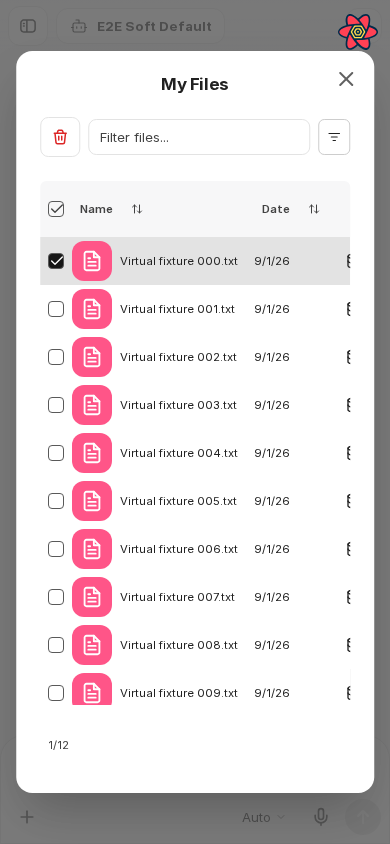 E2E Soft Default
My Files
Filter files...
Name Date
Virtual fixture 000.txt 9/1/26
Virtual fixture 001.txt 9/1/26
Virtual fixture 002.txt 9/1/26
Virtual fixture 003.txt 9/1/26
Virtual fixture 004.txt 9/1/26
Virtual fixture 005.txt 9/1/26
Virtual fixture 006.txt 9/1/26
Virtual fixture 007.txt 9/1/26
Virtual fixture 008.txt 9/1/26
Virtual fixture 009.txt 9/1/26
1/12
Auto